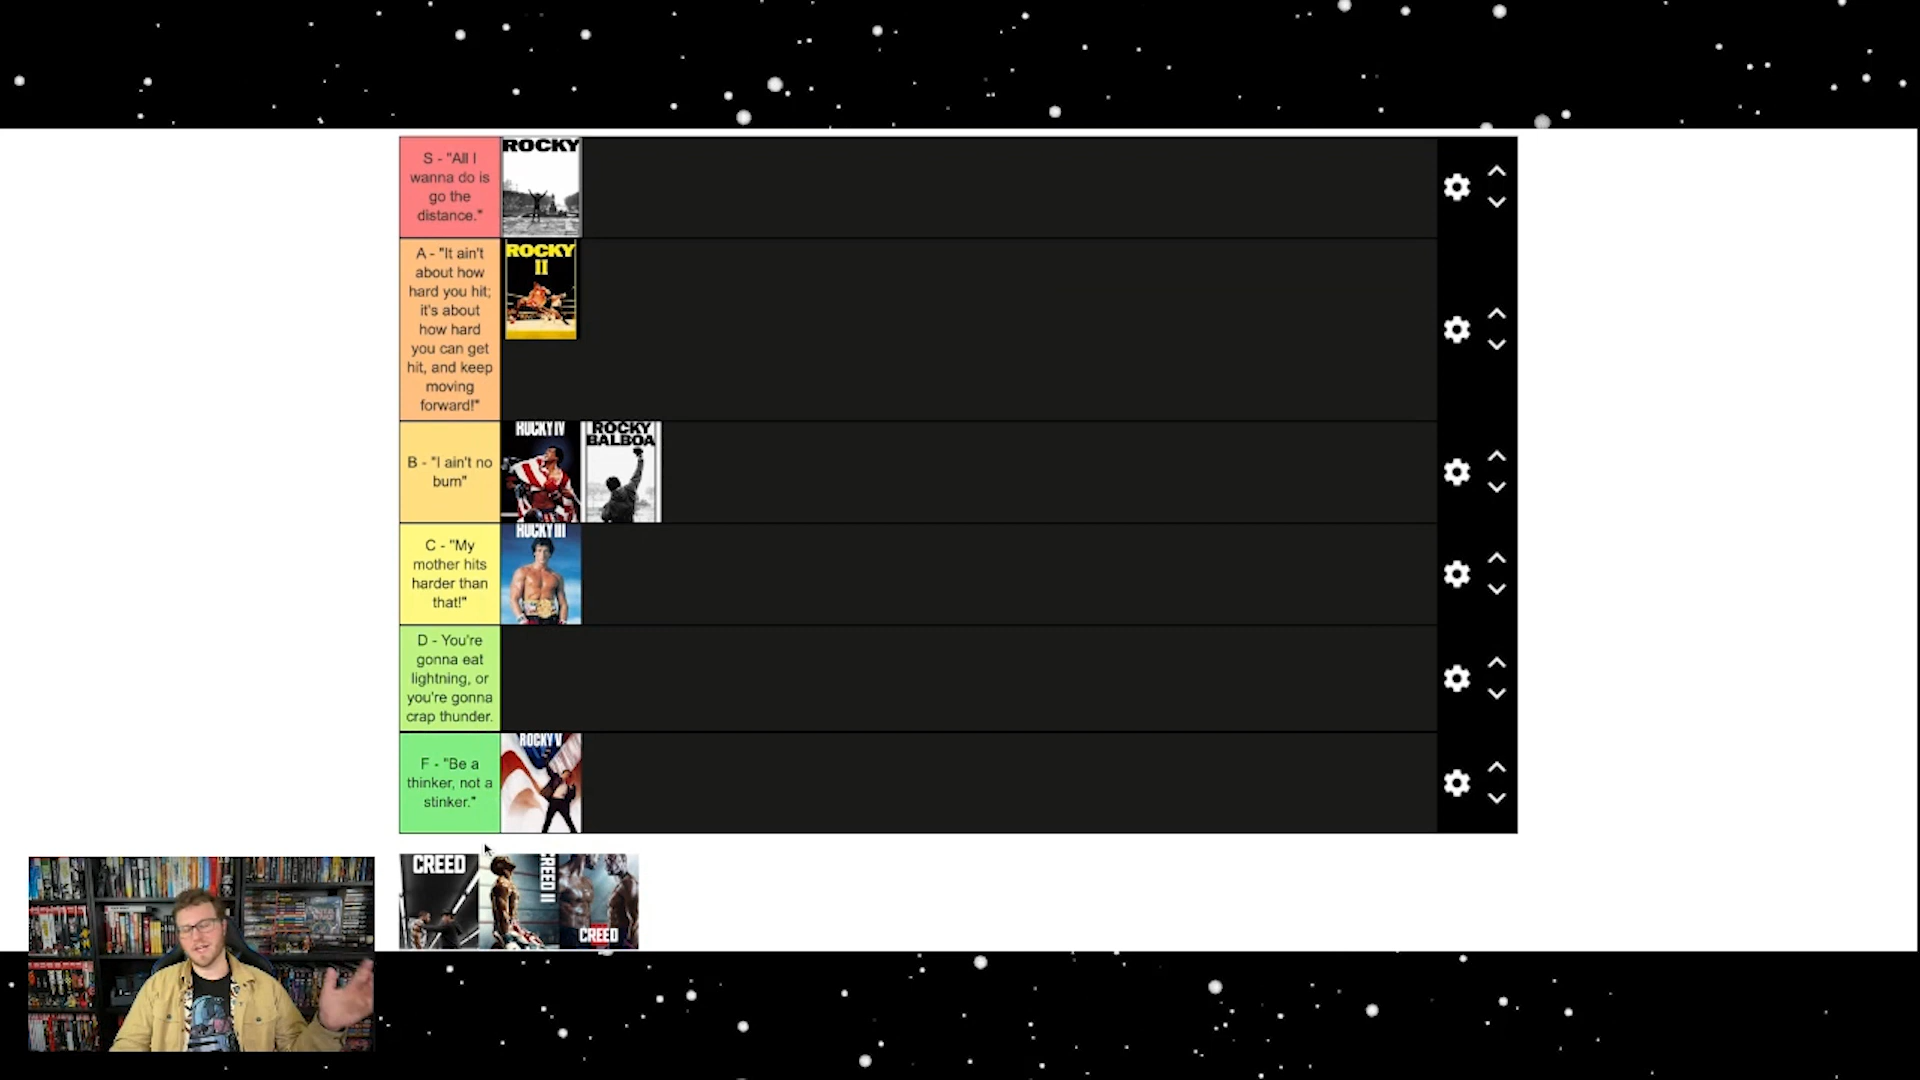 S - "All I
wanna do is
go the
distance."
ROCKY
A - "It ain't
about how
hard you hit;
it's about
how hard
you can get
hit, and keep
moving
forward!"
ROCKY
II
B - "I ain't no
bum"
ROCKY IV
ROCKY
BALBOA
C - "My
mother hits
harder than
that!"
ROCKY III
D - You're
gonna eat
lightning, or
you're gonna
crap thunder.
F - "Be a
thinker, not a
stinker."
ROCKY V
CREED
CREED II
CREED